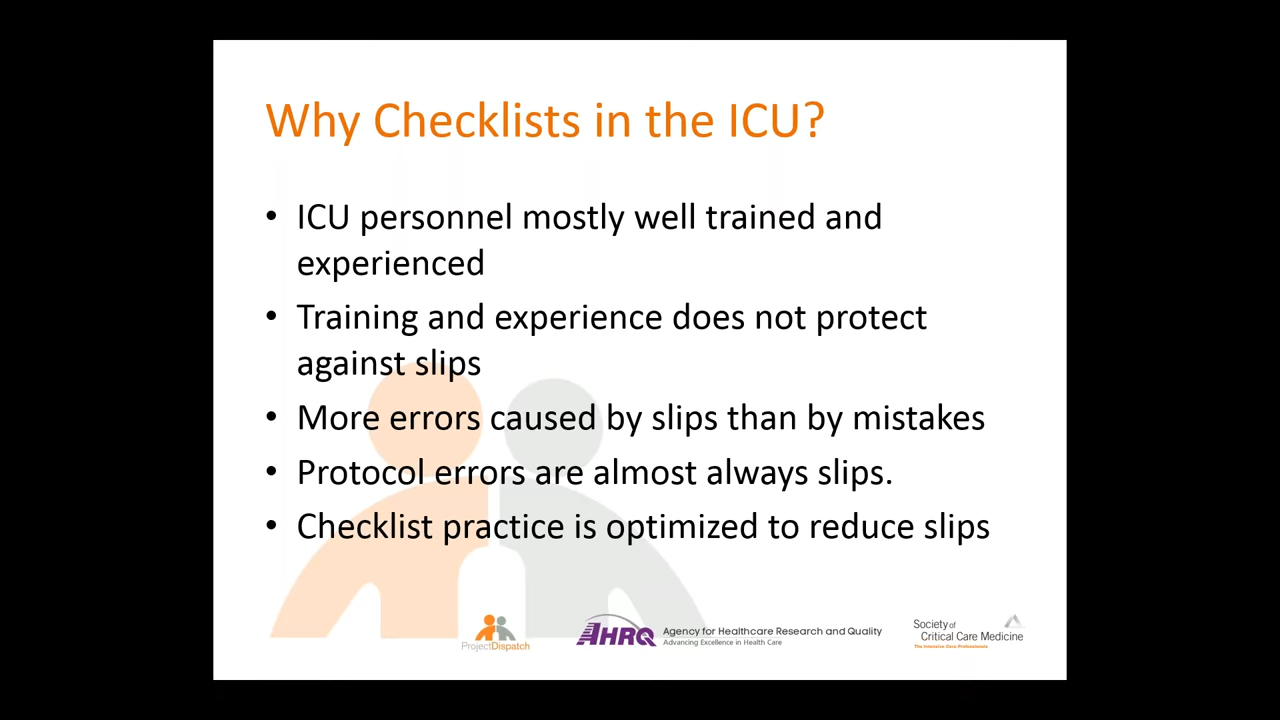 Why Checklists in the ICU?
• ICU personnel mostly well trained and
experienced
• Training and experience does not protect
against slips
• More errors caused by slips than by mistakes
• Protocol errors are almost always slips.
• Checklist practice is optimized to reduce slips
ProjectDispatch
AHRQ
Agency for Healthcare Research and Quality
Advancing Excellence in Health Care
Society of
Critical Care Medicine
The Intensive Care Professionals